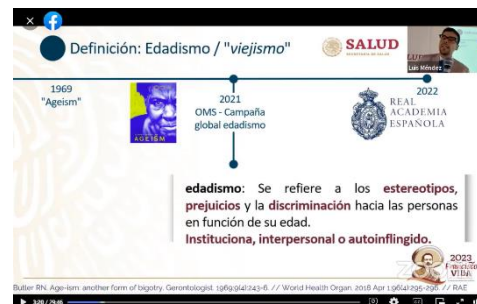 Definición: Edadismo / "viejismo"
SALUD
SECRETARÍA DE SALUD
Luis Méndez
1969
"Ageism"
AGEISM
2021
OMS - Campaña
global edadismo
2022
REAL
ACADEMIA
ESPAÑOLA
edadismo: Se refiere a los estereotipos,
prejuicios y la discriminación hacia las personas
en función de su edad.
Instituciona, interpersonal o autoinflingido.
2023
Francisco
VILLA
Butler RN. Age-ism: another form of bigotry. Gerontologist. 1969;9(4):243-6. // World Health Organ. 2018 Apr 1;96(4):295-296. // RAE
3:20 / 29:46